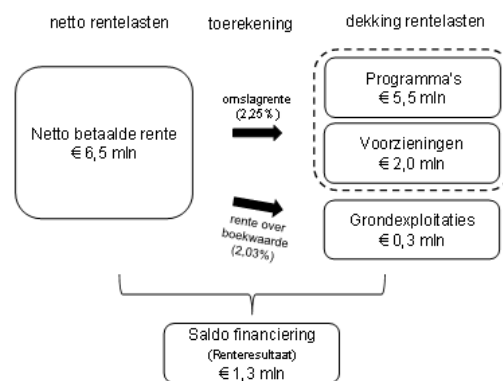 netto rentelasten
toerekening
dekking rentelasten
Netto betaalde rente
€ 6,5 mln
omslagrente
(2,25%)
rente over
boekwaarde
(2,03%)
Programma's
€ 5,5 mln
Voorzieningen
€ 2,0 mln
Grondexploitaties
€ 0,3 mln
Saldo financiering
(Renteresultaat)
€ 1,3 mln